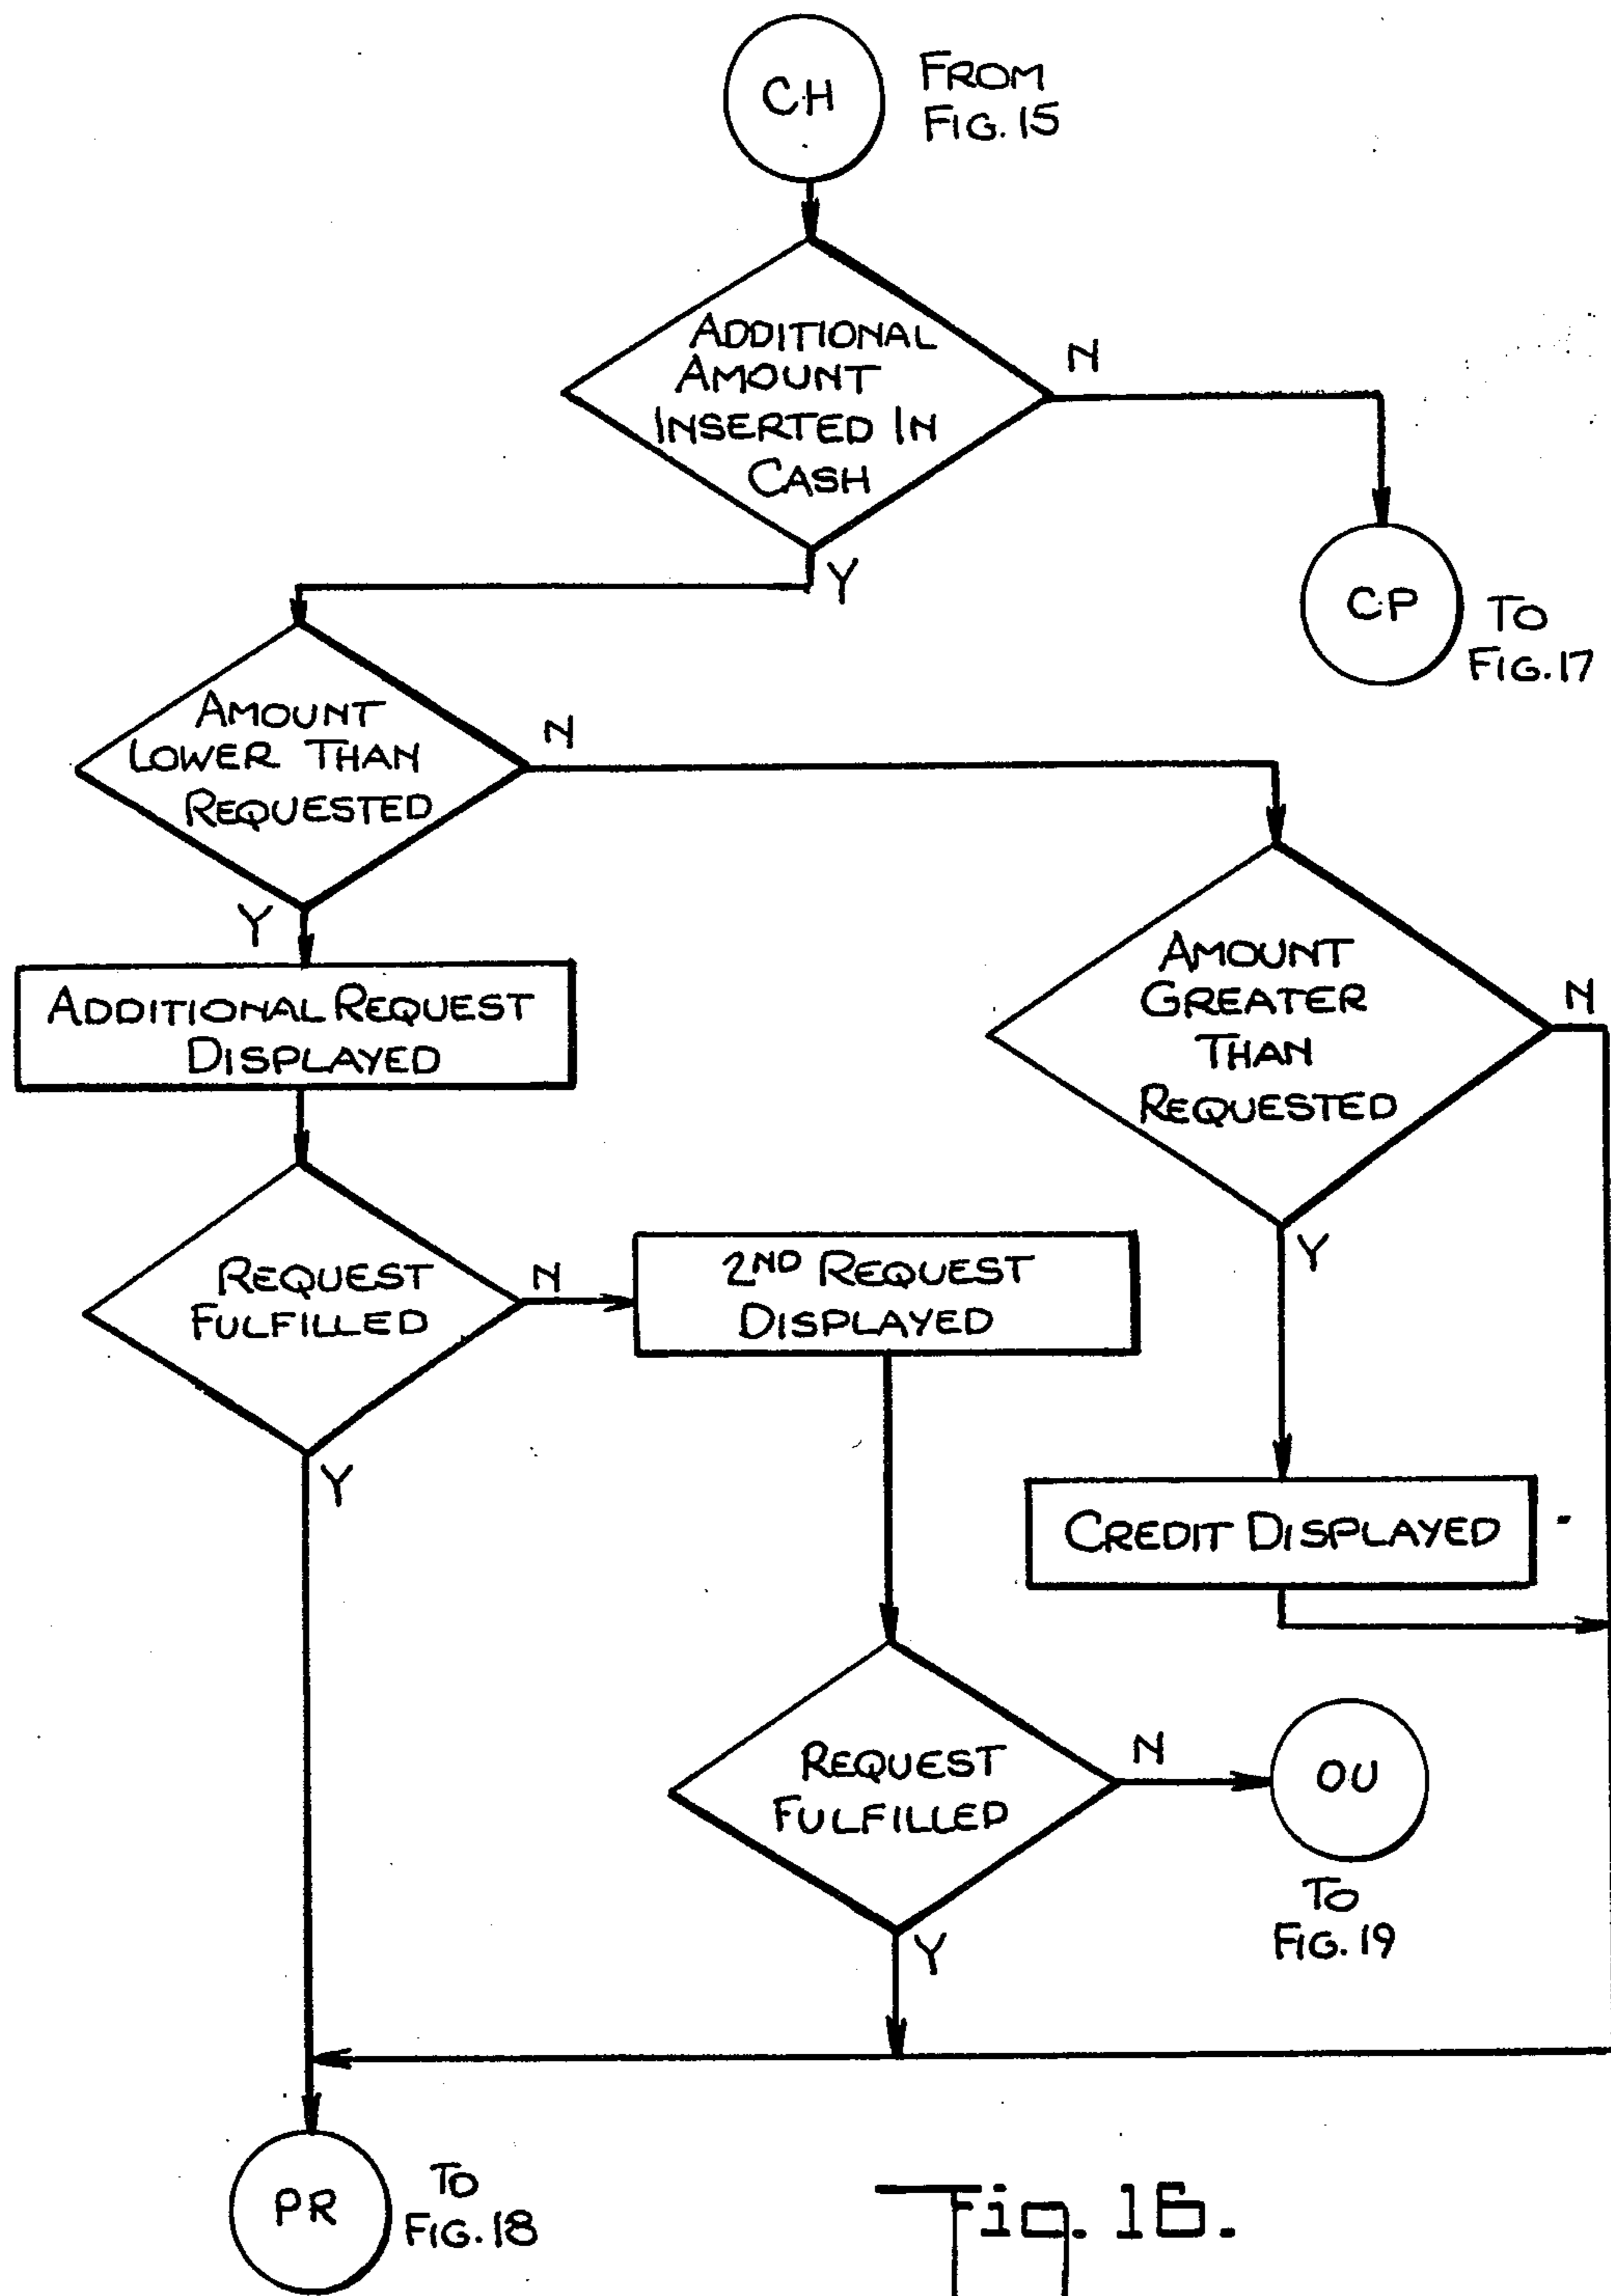 CH
FROM
FIG. 15
ADDITIONAL
AMOUNT
INSERTED IN
CASH
N
Y
CP
TO
FIG. 17
AMOUNT
LOWER THAN
REQUESTED
N
Y
AMOUNT
GREATER
THAN
REQUESTED
N
Y
ADDITIONAL REQUEST
DISPLAYED
REQUEST
FULFILLED
N
Y
2ND REQUEST
DISPLAYED
CREDIT DISPLAYED
REQUEST
FULFILLED
N
Y
OU
TO
FIG. 19
PR
TO
FIG. 18
Fig. 16.